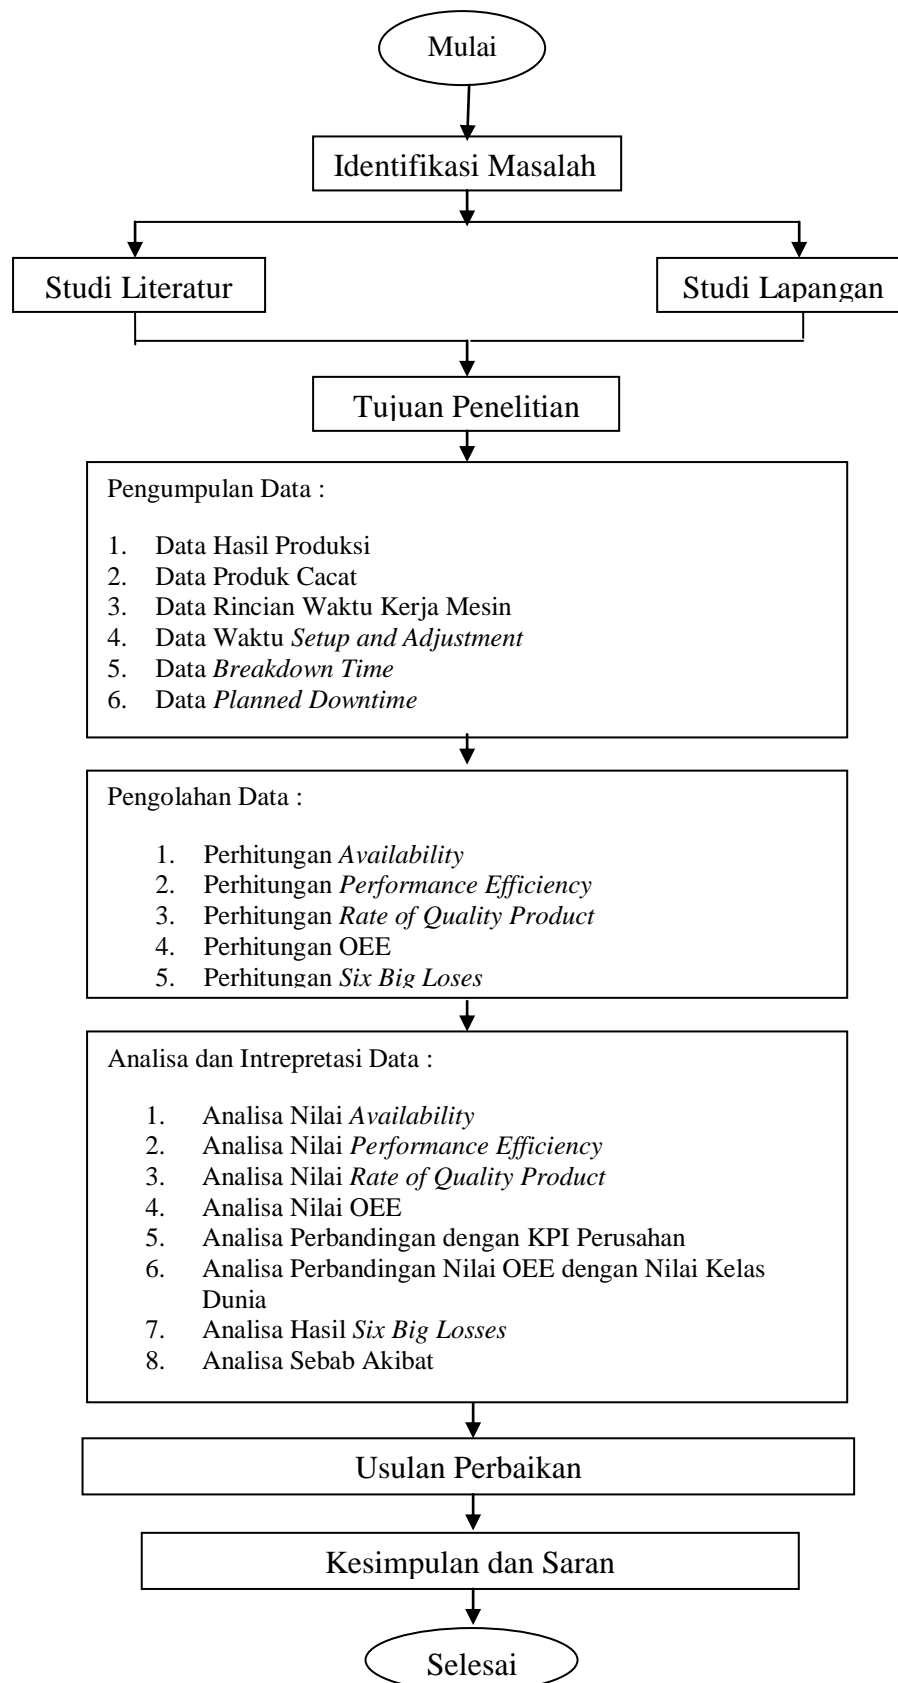 Mulai
Identifikasi Masalah
Studi Literatur
Studi Lapangan
Tujuan Penelitian
Pengumpulan Data :
1. Data Hasil Produksi
2. Data Produk Cacat
3. Data Rincian Waktu Kerja Mesin
4. Data Waktu Setup and Adjustment
5. Data Breakdown Time
6. Data Planned Downtime
Pengolahan Data :
1. Perhitungan Availability
2. Perhitungan Performance Efficiency
3. Perhitungan Rate of Quality Product
4. Perhitungan OEE
5. Perhitungan Six Big Loses
Analisa dan Intrepretasi Data :
1. Analisa Nilai Availability
2. Analisa Nilai Performance Efficiency
3. Analisa Nilai Rate of Quality Product
4. Analisa Nilai OEE
5. Analisa Perbandingan dengan KPI Perusahan
6. Analisa Perbandingan Nilai OEE dengan Nilai Kelas
Dunia
7. Analisa Hasil Six Big Losses
8. Analisa Sebab Akibat
Usulan Perbaikan
Kesimpulan dan Saran
Selesai